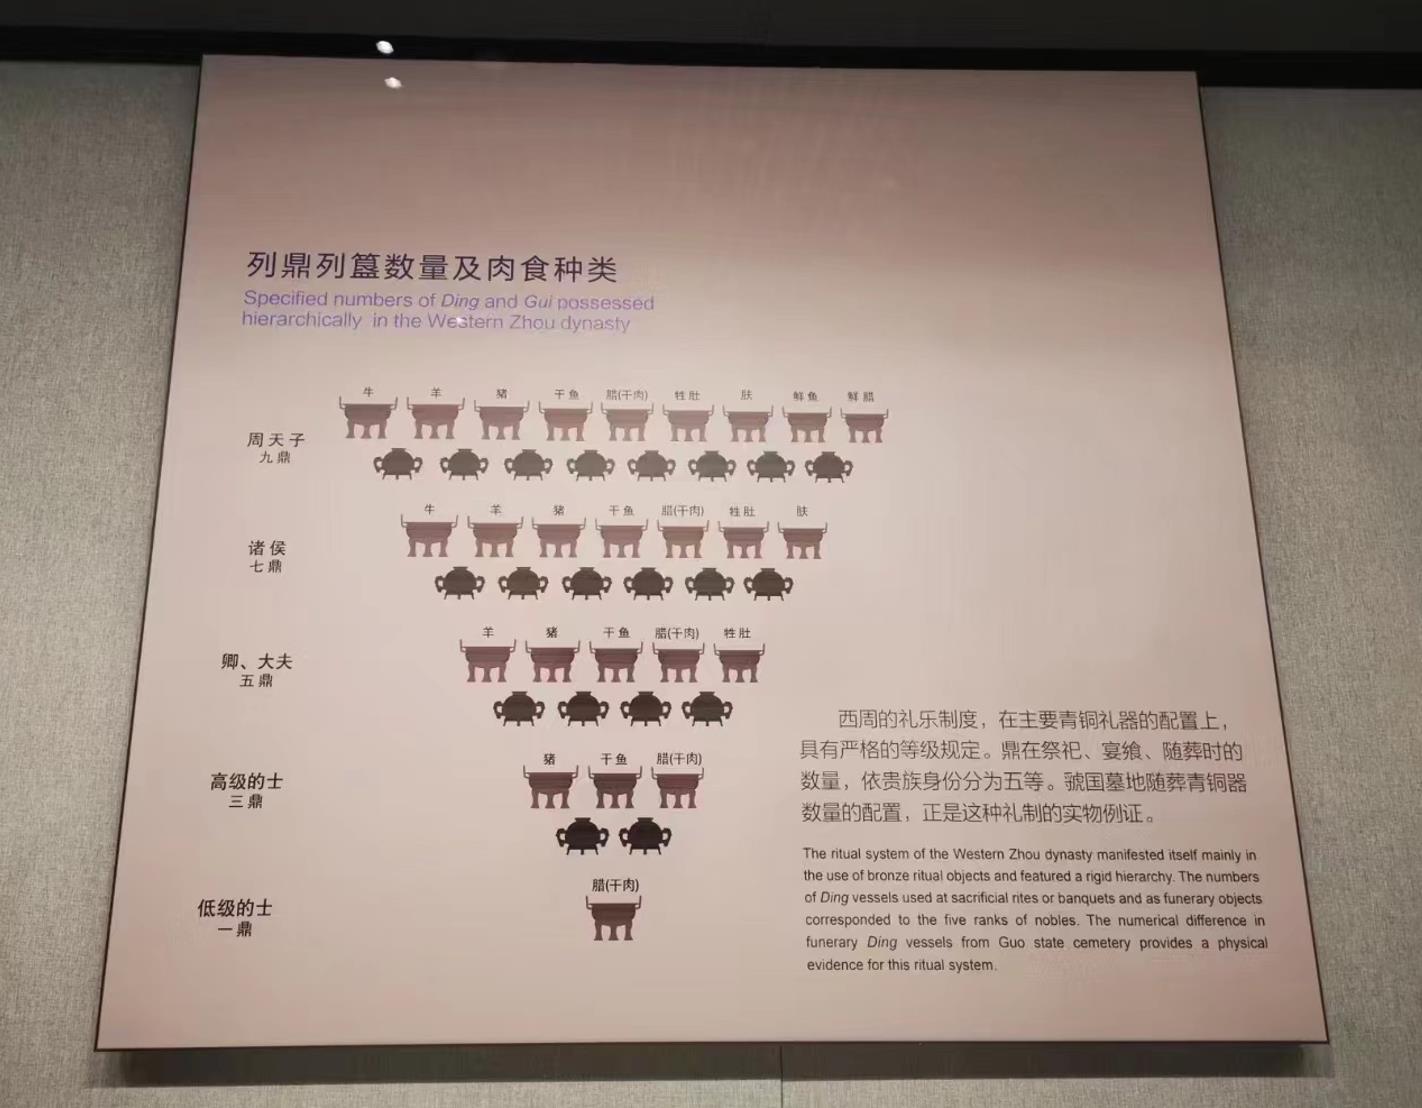 列鼎列簋数量及肉食种类
Specified numbers of Ding and Gui possessed
hierarchically in the Western Zhou dynasty
牛 羊 猪 干鱼 腊(干肉) 牲肚 肤 鲜鱼 鲜腊
周天子
九鼎
牛 羊 猪 干鱼 腊(干肉) 牲肚 肤
诸侯
七鼎
羊 猪 干鱼 腊(干肉) 牲肚
卿、大夫
五鼎
猪 干鱼 腊(干肉)
高级的士
三鼎
腊(干肉)
低级的士
一鼎
西周的礼乐制度，在主要青铜礼器的配置上，
具有严格的等级规定。鼎在祭祀、宴飨、随葬时的
数量，依贵族身份分为五等。虢国墓地随葬青铜器
数量的配置，正是这种礼制的实物例证。
The ritual system of the Western Zhou dynasty manifested itself mainly in
the use of bronze ritual objects and featured a rigid hierarchy. The numbers
of Ding vessels used at sacrificial rites or banquets and as funerary objects
corresponded to the five ranks of nobles. The numerical difference in
funerary Ding vessels from Guo state cemetery provides a physical
evidence for this ritual system.